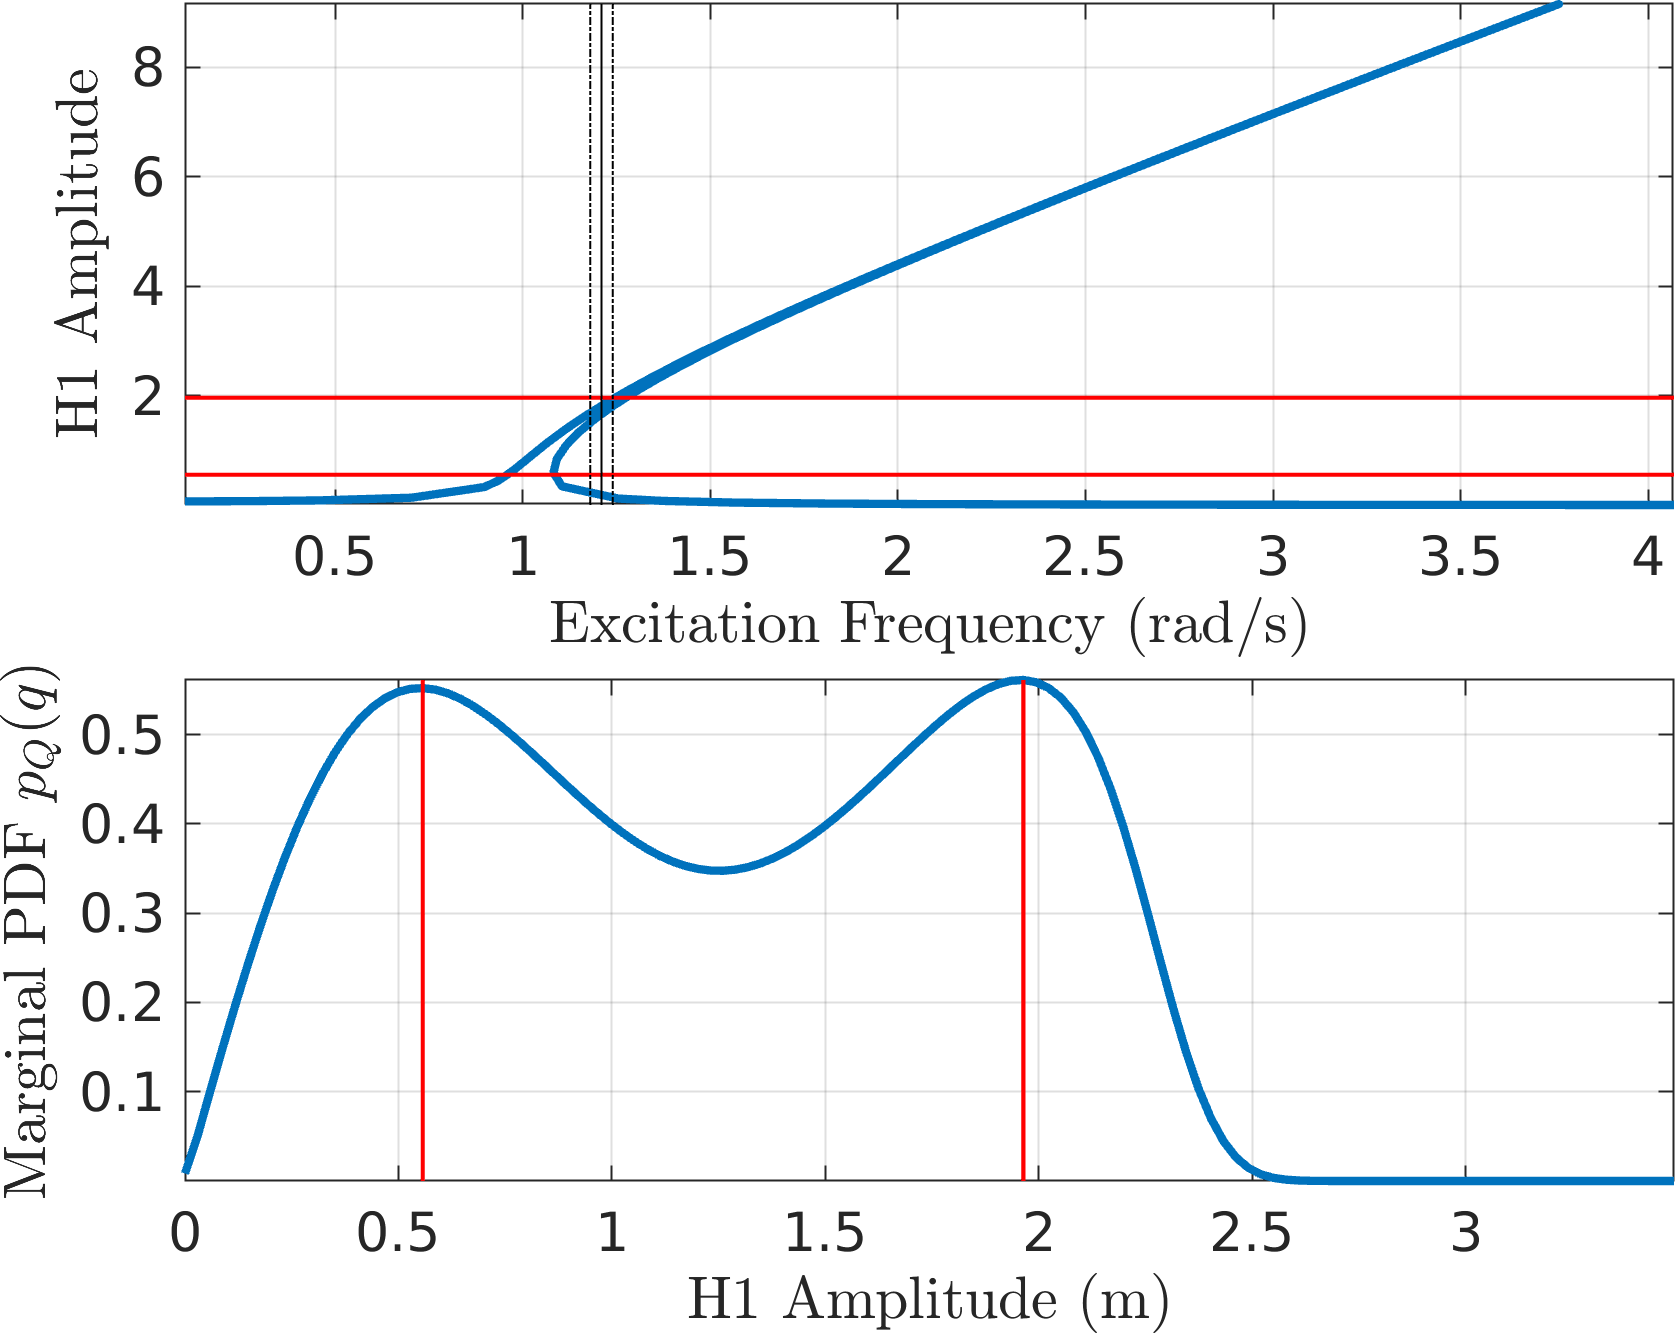 H1 Amplitude
8
6
4
2
0.5 1 1.5 2 2.5 3 3.5 4
Excitation Frequency (rad/s)
Marginal PDF p_Q(q)
0.5
0.4
0.3
0.2
0.1
0 0.5 1 1.5 2 2.5 3
H1 Amplitude (m)